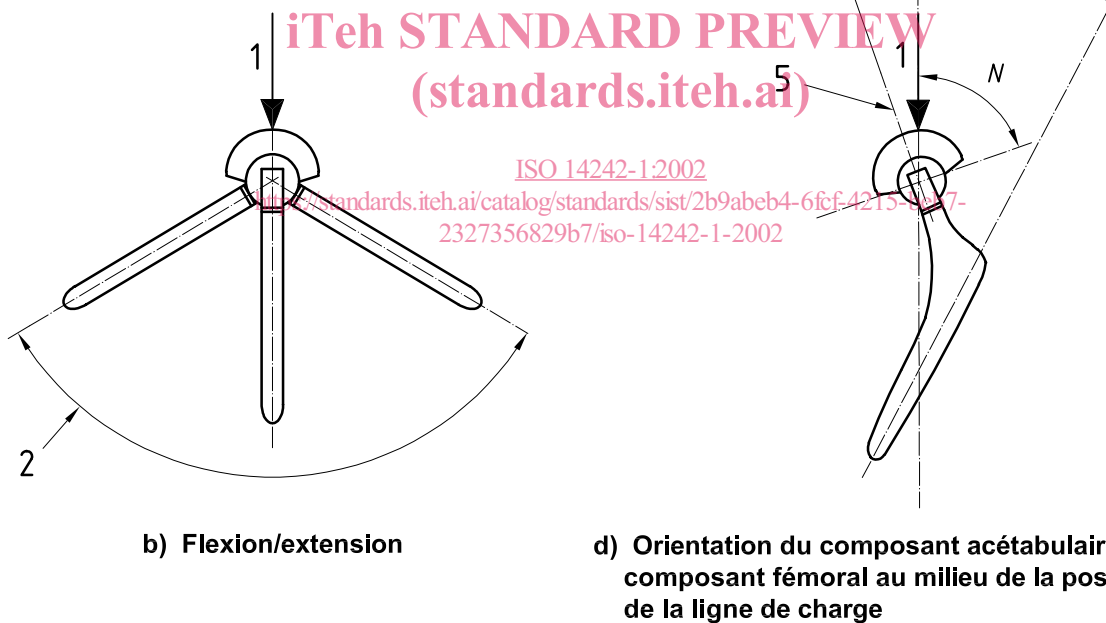 iTeh STANDARD PREVIEW
(standards.iteh.ai)
ISO 14242-1:2002
https://standards.iteh.ai/catalog/standards/sist/2b9abeb4-6fcf-4215-beb7-
2327356829b7/iso-14242-1-2002
1
2
b) Flexion/extension
5
1
N
d) Orientation du composant acétabulair
composant fémoral au milieu de la pos
de la ligne de charge